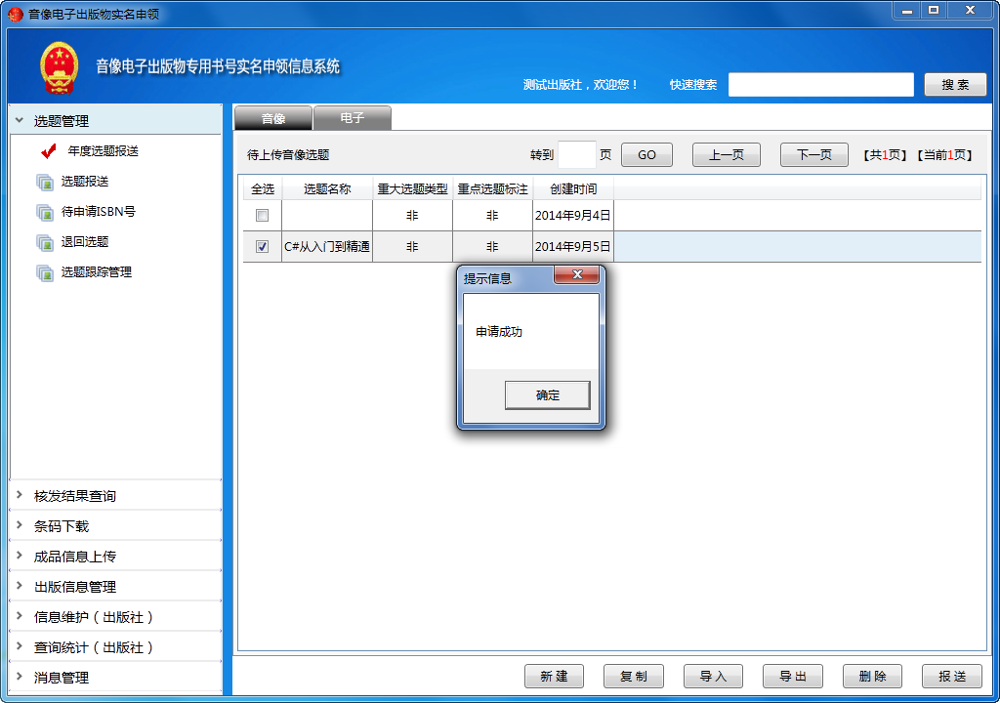 音像电子出版物实名申领
音像电子出版物专用书号实名申领信息系统
测试出版社，欢迎您！ 快速搜索 搜 索
选题管理
年度选题报送
选题报送
待申请ISBN号
退回选题
选题跟踪管理
核发结果查询
条码下载
成品信息上传
出版信息管理
信息维护（出版社）
查询统计（出版社）
消息管理
音像 电子
待上传音像选题 转到 页 GO 上一页 下一页 【共1页】【当前1页】
全选 选题名称 重大选题类型 重点选题标注 创建时间
非 非 2014年9月4日
C#从入门到精通 非 非 2014年9月5日
提示信息
申请成功
确定
新 建 复 制 导 入 导 出 删 除 报 送